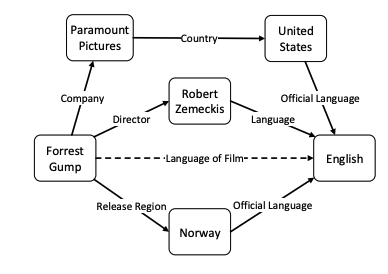 Paramount
Pictures
Country
United
States
Company
Official Language
Robert
Zemeckis
Director
Language
Forrest
Gump
Language of Film
English
Release Region
Official Language
Norway